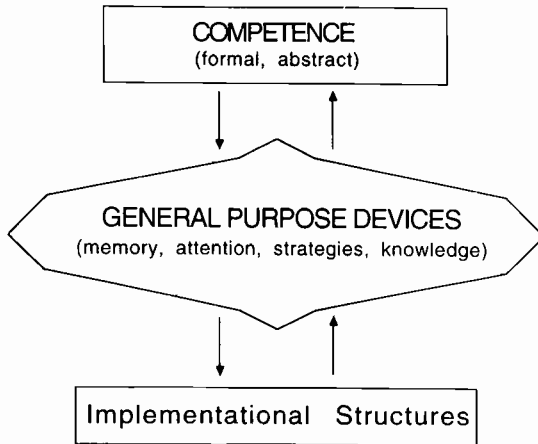 COMPETENCE
(formal, abstract)
GENERAL PURPOSE DEVICES
(memory, attention, strategies, knowledge)
Implementational Structures